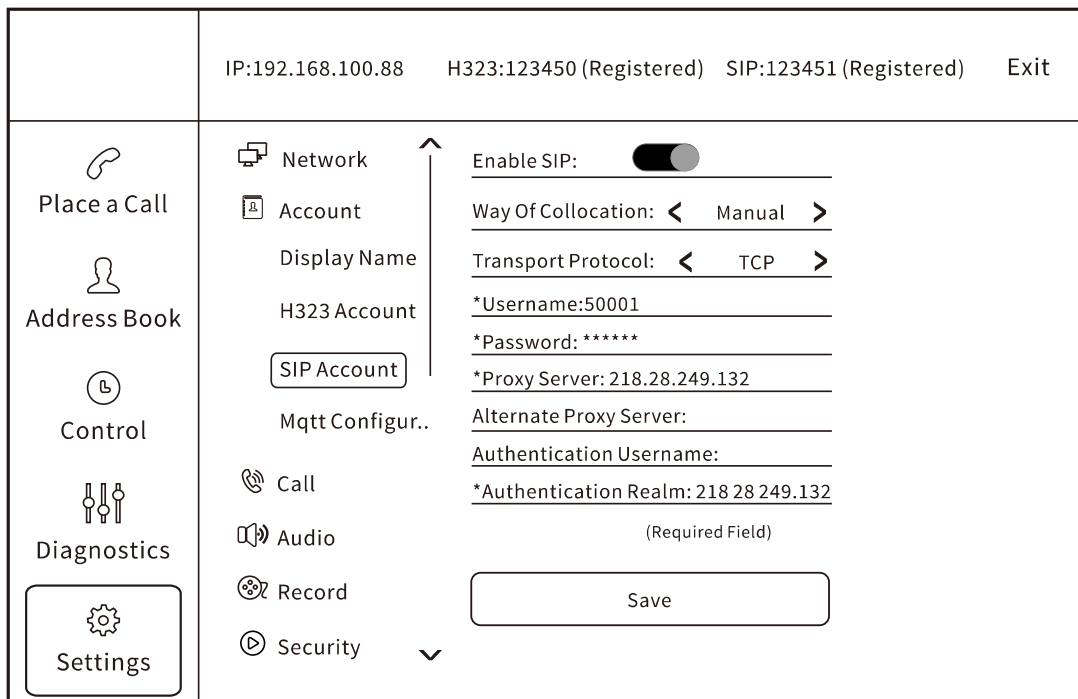 IP:192.168.100.88 H323:123450 (Registered) SIP:123451 (Registered) Exit
Place a Call
Address Book
Control
Diagnostics
Settings
Network
Account
Display Name
H323 Account
SIP Account
Mqtt Configur..
Call
Audio
Record
Security
Enable SIP:
Way Of Collocation: < Manual >
Transport Protocol: < TCP >
*Username:50001
*Password: ******
*Proxy Server: 218.28.249.132
Alternate Proxy Server:
Authentication Username:
*Authentication Realm: 218 28 249.132
(Required Field)
Save